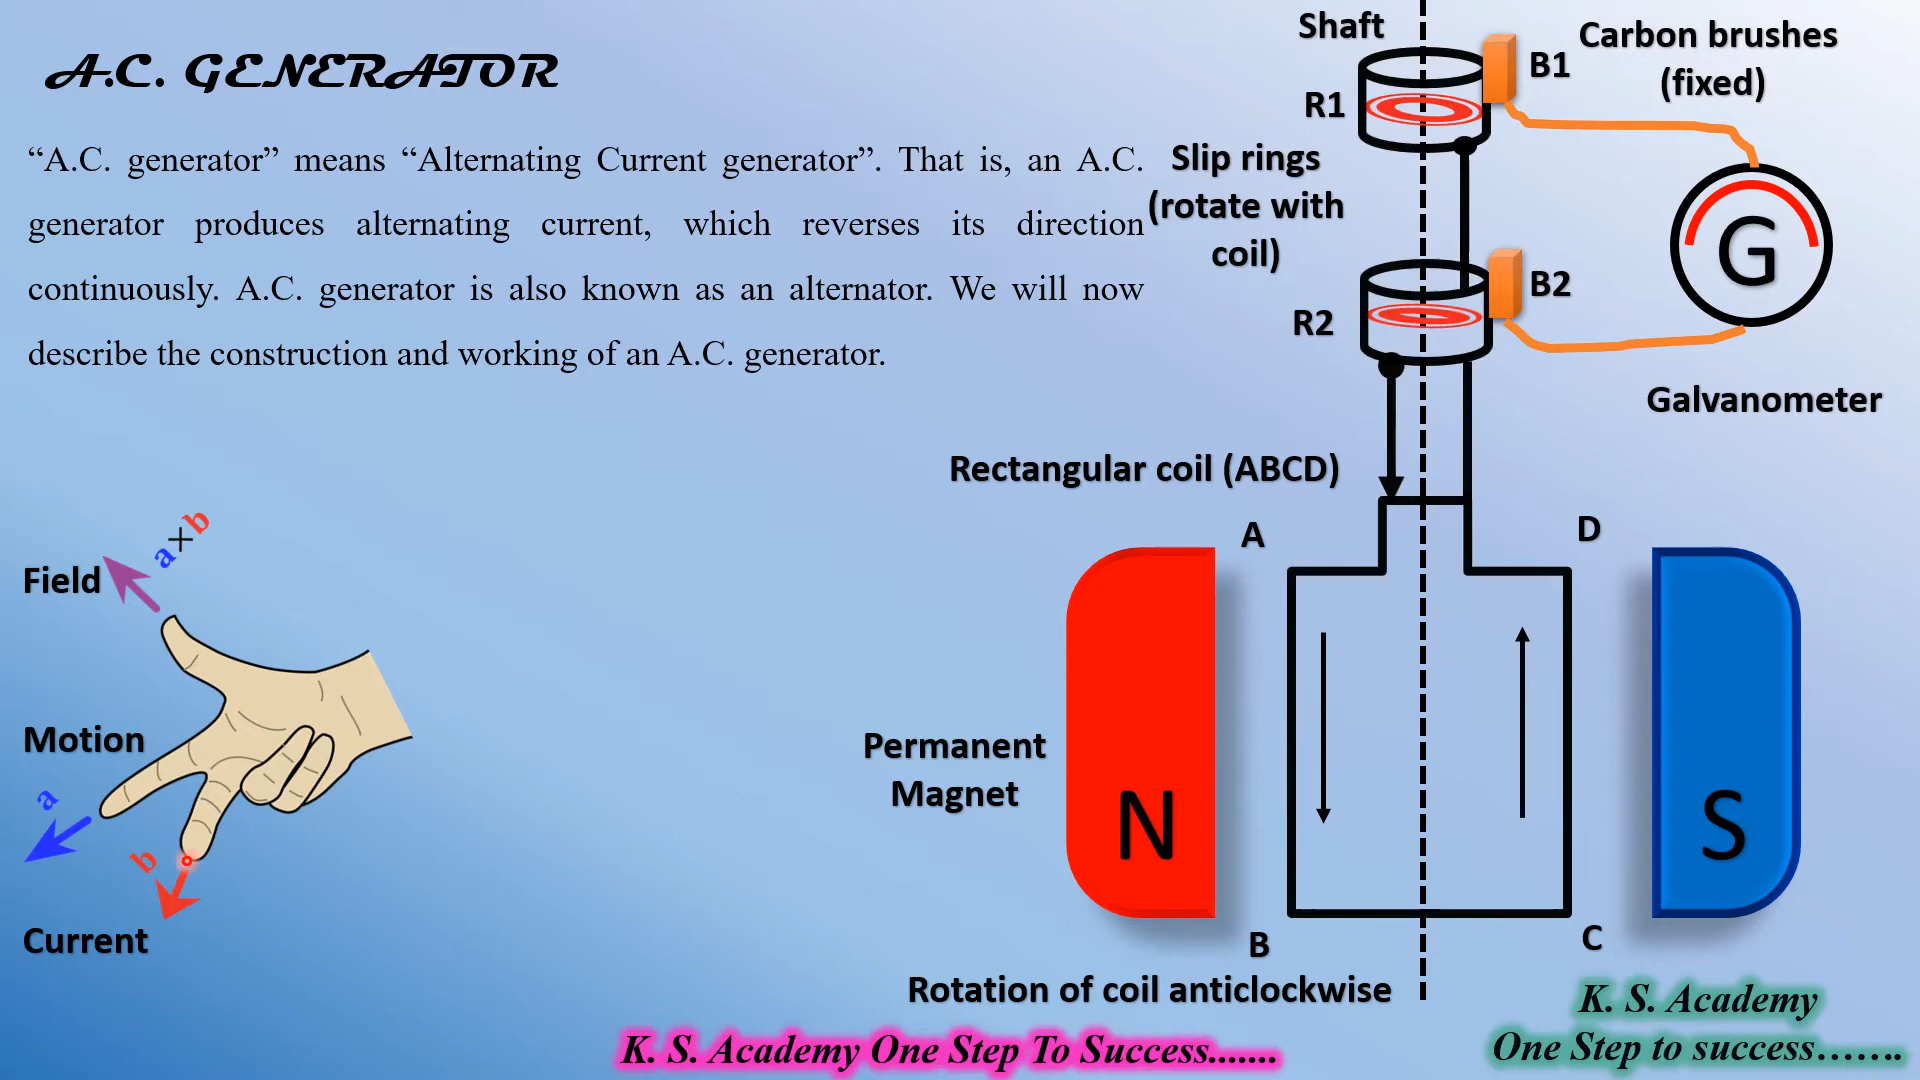 A.C. GENERATOR
“A.C. generator” means “Alternating Current generator”. That is, an A.C.
generator produces alternating current, which reverses its direction
continuously. A.C. generator is also known as an alternator. We will now
describe the construction and working of an A.C. generator.
Shaft
R1
B1
Carbon brushes
(fixed)
Slip rings
(rotate with
coil)
R2
B2
G
Galvanometer
Rectangular coil (ABCD)
A
D
N
S
Permanent
Magnet
B
C
Rotation of coil anticlockwise
a×b
Field
Motion
a
b
Current
K. S. Academy One Step To Success.......
K. S. Academy
One Step to success…….